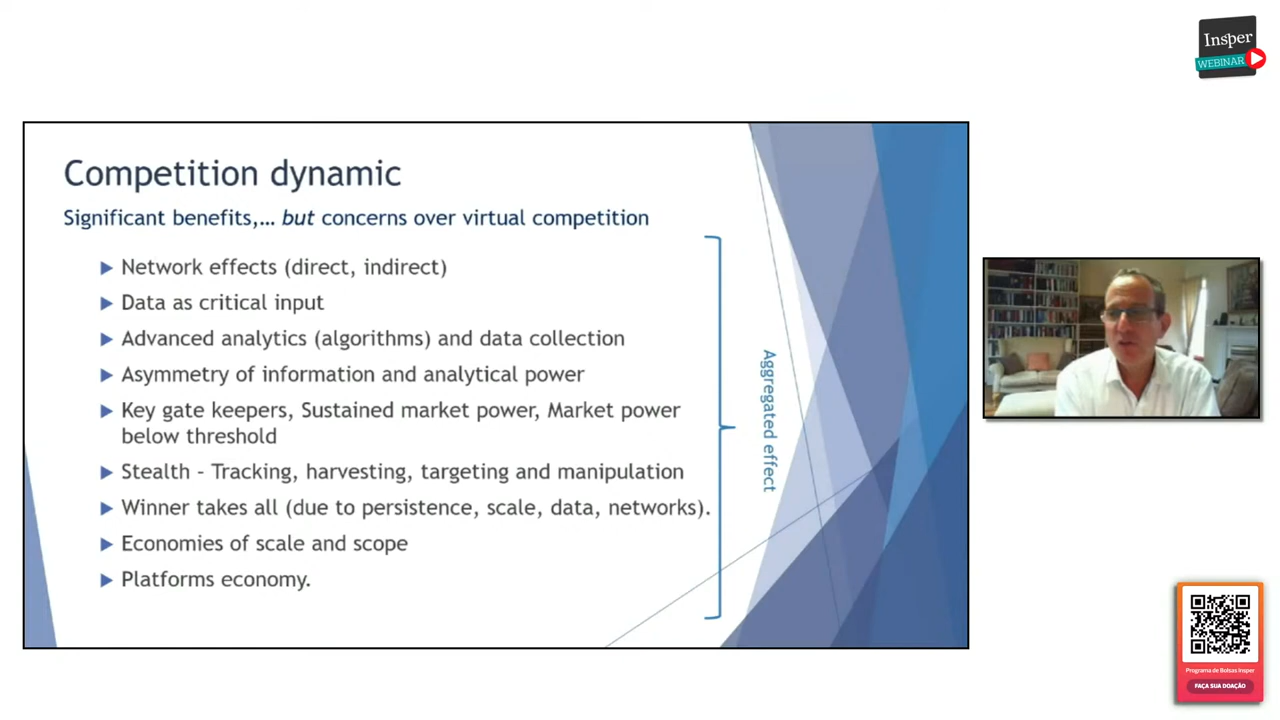 Insper
WEBINAR
Competition dynamic
Significant benefits,… but concerns over virtual competition
Network effects (direct, indirect)
Data as critical input
Advanced analytics (algorithms) and data collection
Asymmetry of information and analytical power
Key gate keepers, Sustained market power, Market power
below threshold
Stealth – Tracking, harvesting, targeting and manipulation
Winner takes all (due to persistence, scale, data, networks).
Economies of scale and scope
Platforms economy.
Aggregated effect
Programa de Bolsas Insper
FAÇA SUA DOAÇÃO